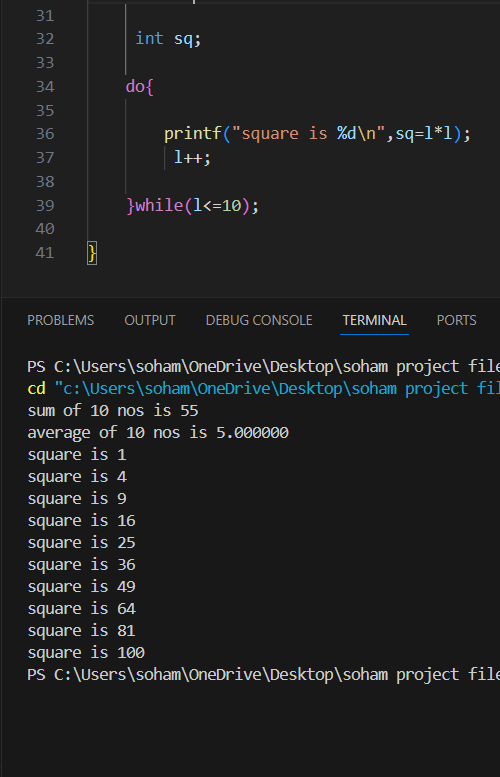 31
32 int sq;
33
34 do{
35
36 printf("square is %d\n",sq=l*l);
37 l++;
38
39 }while(l<=10);
40
41 }
PROBLEMS OUTPUT DEBUG CONSOLE TERMINAL PORTS
PS C:\Users\soham\OneDrive\Desktop\soham project file
cd "c:\Users\soham\OneDrive\Desktop\soham project fil
sum of 10 nos is 55
average of 10 nos is 5.000000
square is 1
square is 4
square is 9
square is 16
square is 25
square is 36
square is 49
square is 64
square is 81
square is 100
PS C:\Users\soham\OneDrive\Desktop\soham project file